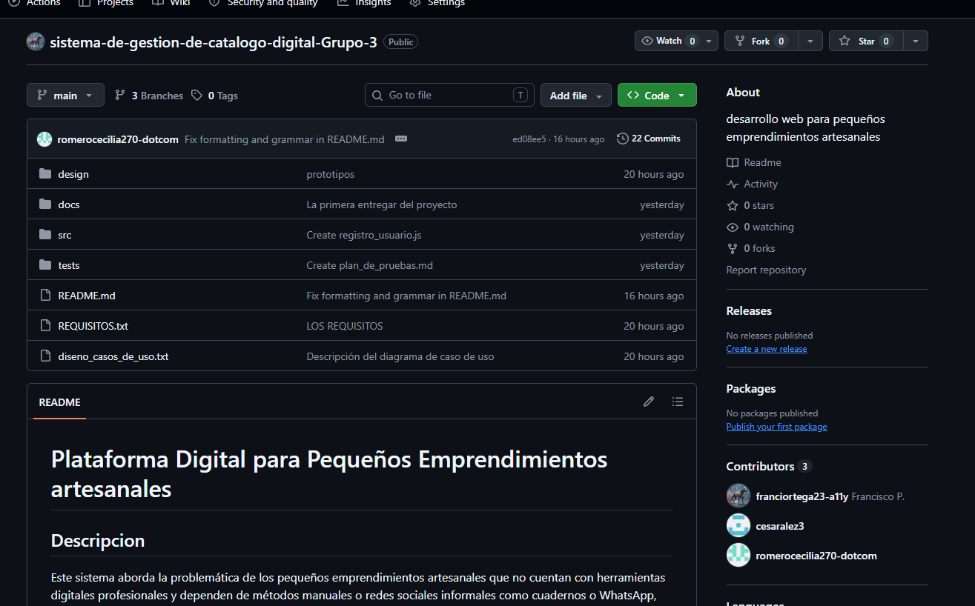 Actions Projects Wiki Security and quality Insights Settings
sistema-de-gestion-de-catalogo-digital-Grupo-3 Public
Watch 0 Fork 0 Star 0
main 3 Branches 0 Tags Go to file T Add file Code
romerocecilia270-dotcom Fix formatting and grammar in README.md ed08ee5 · 16 hours ago 22 Commits
design prototipos 20 hours ago
docs La primera entregar del proyecto yesterday
src Create registro_usuario.js yesterday
tests Create plan_de_pruebas.md yesterday
README.md Fix formatting and grammar in README.md 16 hours ago
REQUISITOS.txt LOS REQUISITOS 20 hours ago
diseno_casos_de_uso.txt Descripción del diagrama de caso de uso 20 hours ago
README
Plataforma Digital para Pequeños Emprendimientos
artesanales
Descripcion
Este sistema aborda la problemática de los pequeños emprendimientos artesanales que no cuentan con herramientas
digitales profesionales y dependen de métodos manuales o redes sociales informales como cuadernos o WhatsApp,
About
desarrollo web para pequeños
emprendimientos artesanales
Readme
Activity
0 stars
0 watching
0 forks
Report repository
Releases
No releases published
Create a new release
Packages
No packages published
Publish your first package
Contributors 3
franciortega23-a11y Francisco P.
cesaralez3
romerocecilia270-dotcom
Languages